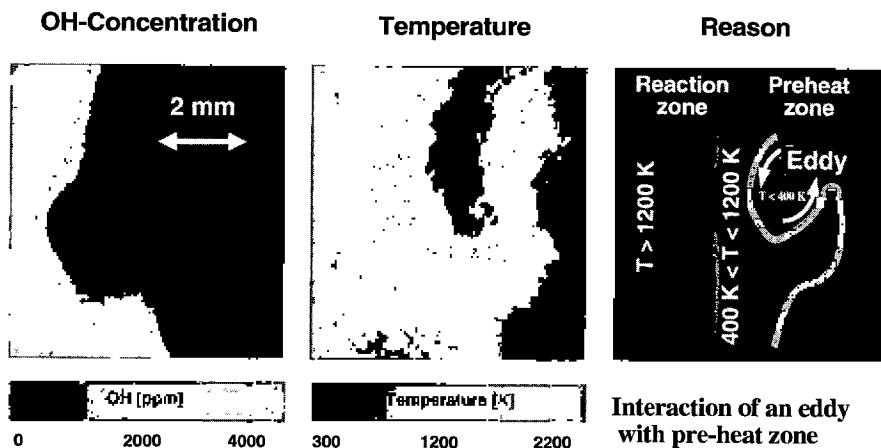 OH-Concentration
Temperature
Reason
2 mm
Reaction
zone
Preheat
zone
Eddy
T < 400 K
T > 1200 K
400 K < T < 1200 K
OH [ppm]
0 2000 4000
Temperature [K]
300 1200 2200
Interaction of an eddy
with pre-heat zone